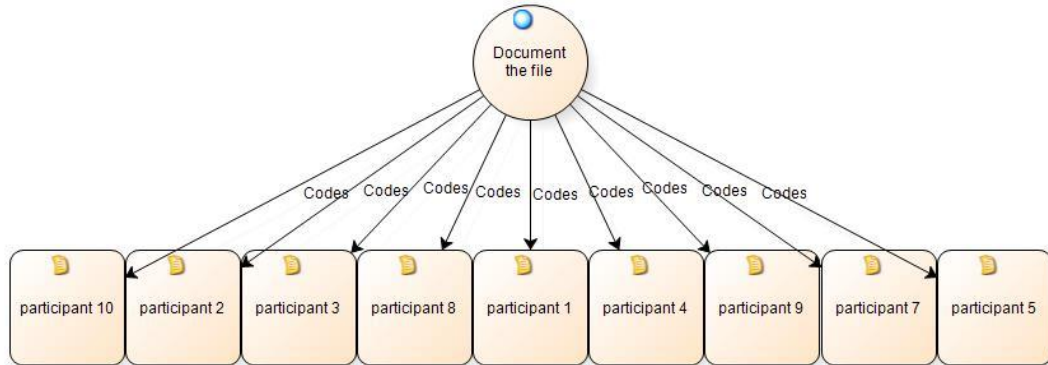 Document
the file
Codes Codes Codes Codes Codes Codes Codes Codes Codes
participant 10 participant 2 participant 3 participant 8 participant 1 participant 4 participant 9 participant 7 participant 5